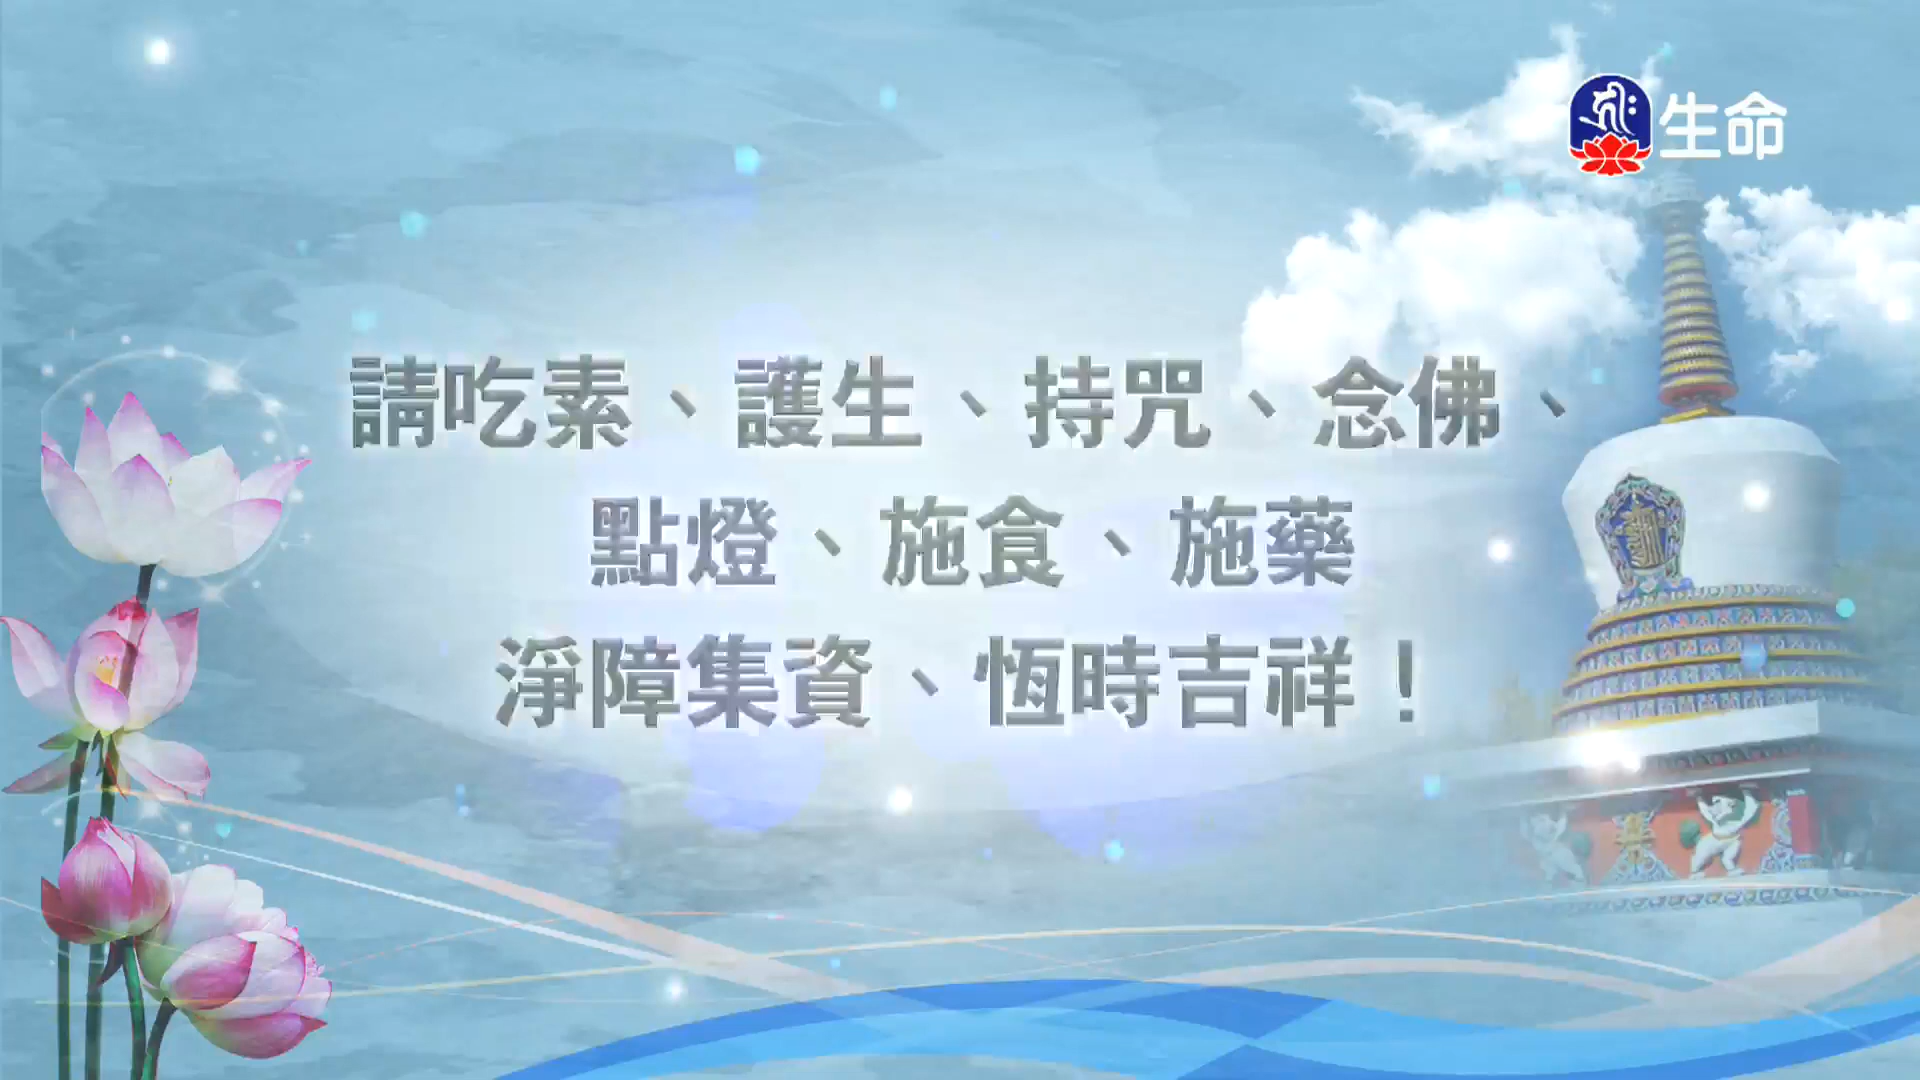 生命
請吃素、護生、持咒、念佛、
點燈、施食、施藥
淨障集資、恆時吉祥！